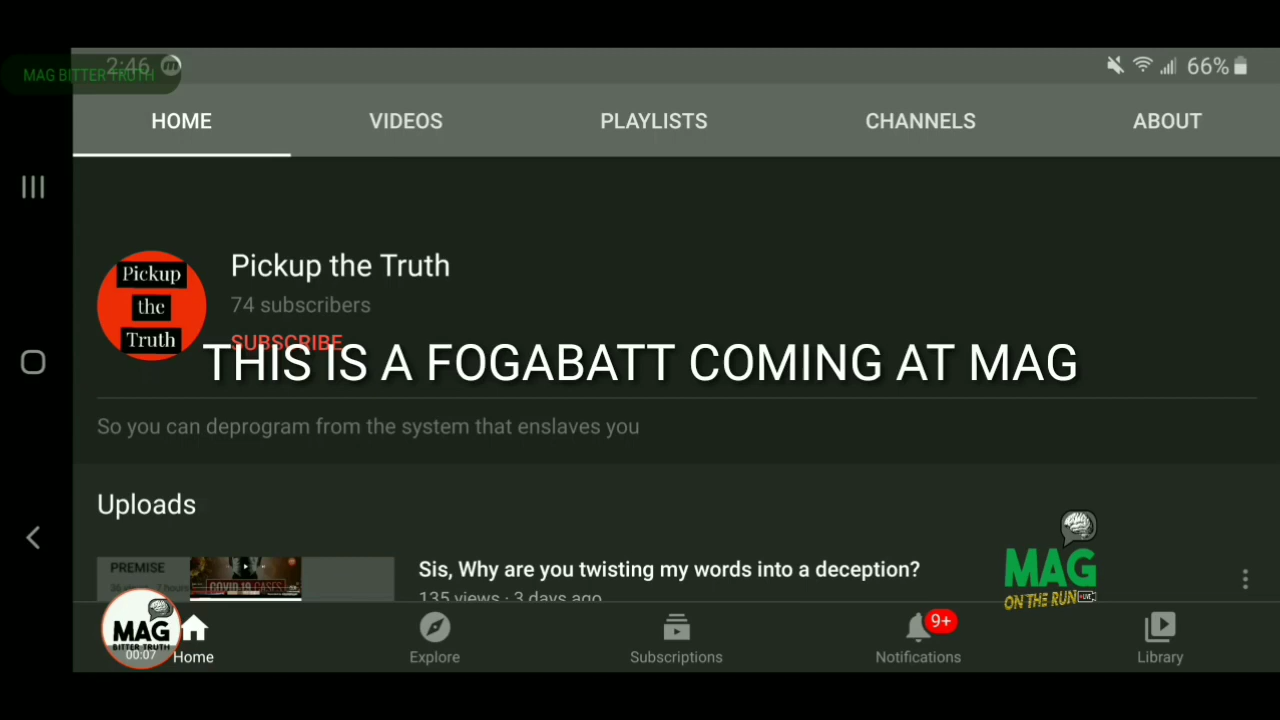 MAG BITTER TRUTH
2:46
66%
HOME VIDEOS PLAYLISTS CHANNELS ABOUT
Pickup
the
Truth
Pickup the Truth
74 subscribers
SUBSCRIBE
THIS IS A FOGABATT COMING AT MAG
So you can deprogram from the system that enslaves you
Uploads
PREMISE
COVID 19 CASES
Sis, Why are you twisting my words into a deception?
135 views · 3 days ago
MAG
ON THE RUN
LIVE
MAG
BITTER TRUTH
00:07
Home
Explore
Subscriptions
9+
Notifications
Library